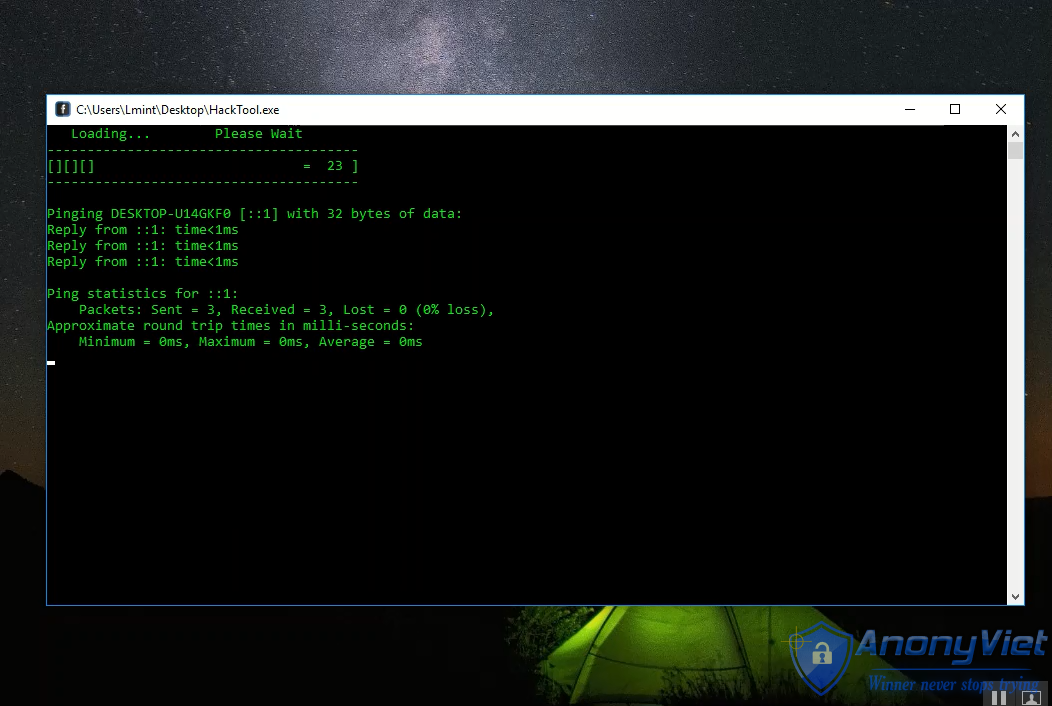 C:\Users\Lmint\Desktop\HackTool.exe
Loading... Please Wait
---------------------------------------
[][][] = 23 ]
---------------------------------------
Pinging DESKTOP-U14GKF0 [::1] with 32 bytes of data:
Reply from ::1: time<1ms
Reply from ::1: time<1ms
Reply from ::1: time<1ms
Ping statistics for ::1:
Packets: Sent = 3, Received = 3, Lost = 0 (0% loss),
Approximate round trip times in milli-seconds:
Minimum = 0ms, Maximum = 0ms, Average = 0ms
AnonyViet
Winner never stops trying